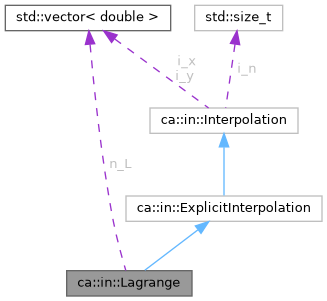 std::vector< double >
std::size_t
i_x
i_y
i_n
ca::in::Interpolation
n_L
ca::in::ExplicitInterpolation
ca::in::Lagrange